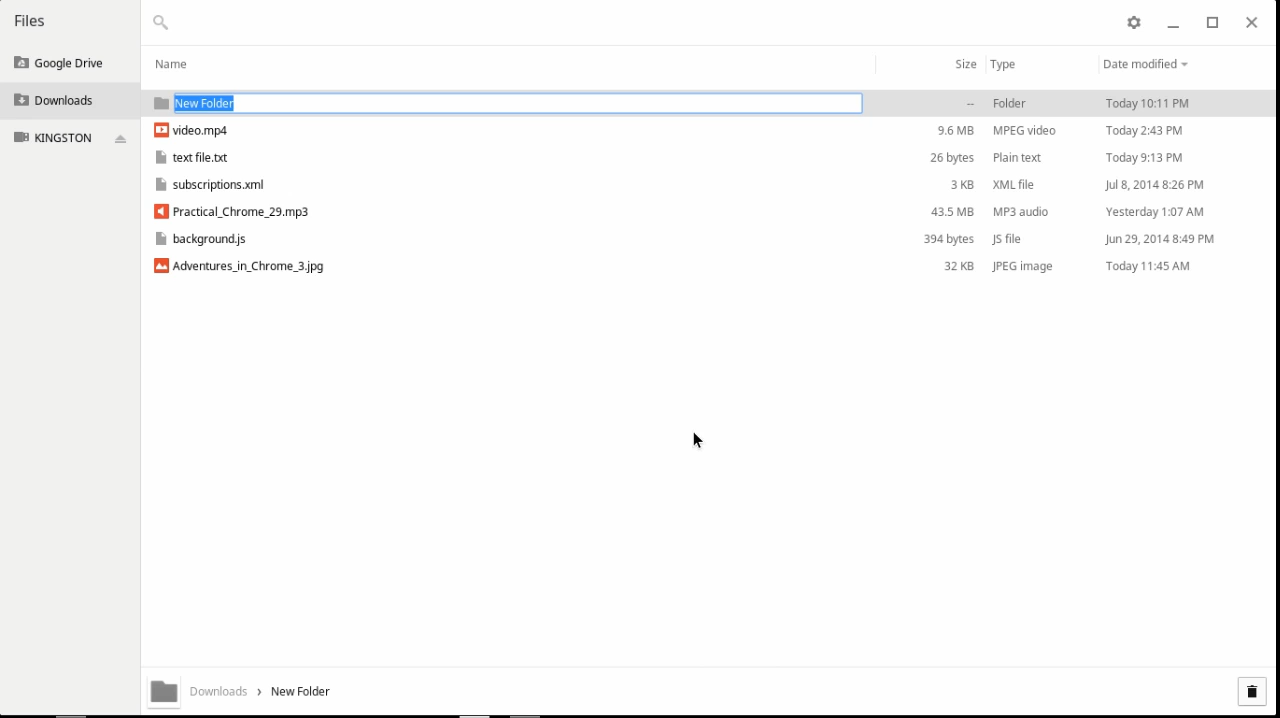 Files
Google Drive
Downloads
KINGSTON
Name Size Type Date modified
New Folder -- Folder Today 10:11 PM
video.mp4 9.6 MB MPEG video Today 2:43 PM
text file.txt 26 bytes Plain text Today 9:13 PM
subscriptions.xml 3 KB XML file Jul 8, 2014 8:26 PM
Practical_Chrome_29.mp3 43.5 MB MP3 audio Yesterday 1:07 AM
background.js 394 bytes JS file Jun 29, 2014 8:49 PM
Adventures_in_Chrome_3.jpg 32 KB JPEG image Today 11:45 AM
Downloads › New Folder